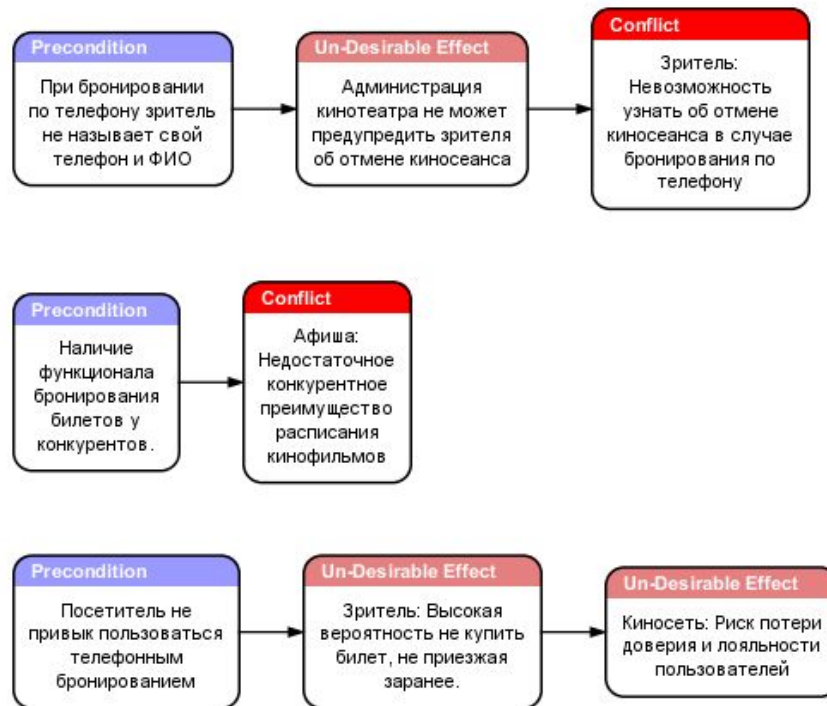 Precondition
При бронировании
по телефону зритель
не называет свой
телефон и ФИО
Un-Desirable Effect
Администрация
кинотеатра не может
предупредить зрителя
об отмене киносеанса
Conflict
Зритель:
Невозможность
узнать об отмене
киносеанса в случае
бронирования по
телефону
Precondition
Наличие
функционала
бронирования
билетов у
конкурентов.
Conflict
Афиша:
Недостаточное
конкурентное
преимущество
расписания
кинофильмов
Precondition
Посетитель не
привык пользоваться
телефонным
бронированием
Un-Desirable Effect
Зритель: Высокая
вероятность не купить
билет, не приезжая
заранее.
Un-Desirable Effect
Киносеть: Риск потери
доверия и лояльности
пользователей